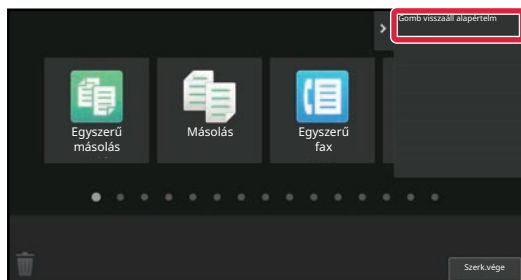 Gomb visszaáll alapértelm
Egyszerű
másolás
Másolás
Egyszerű
fax
Szerk.vége